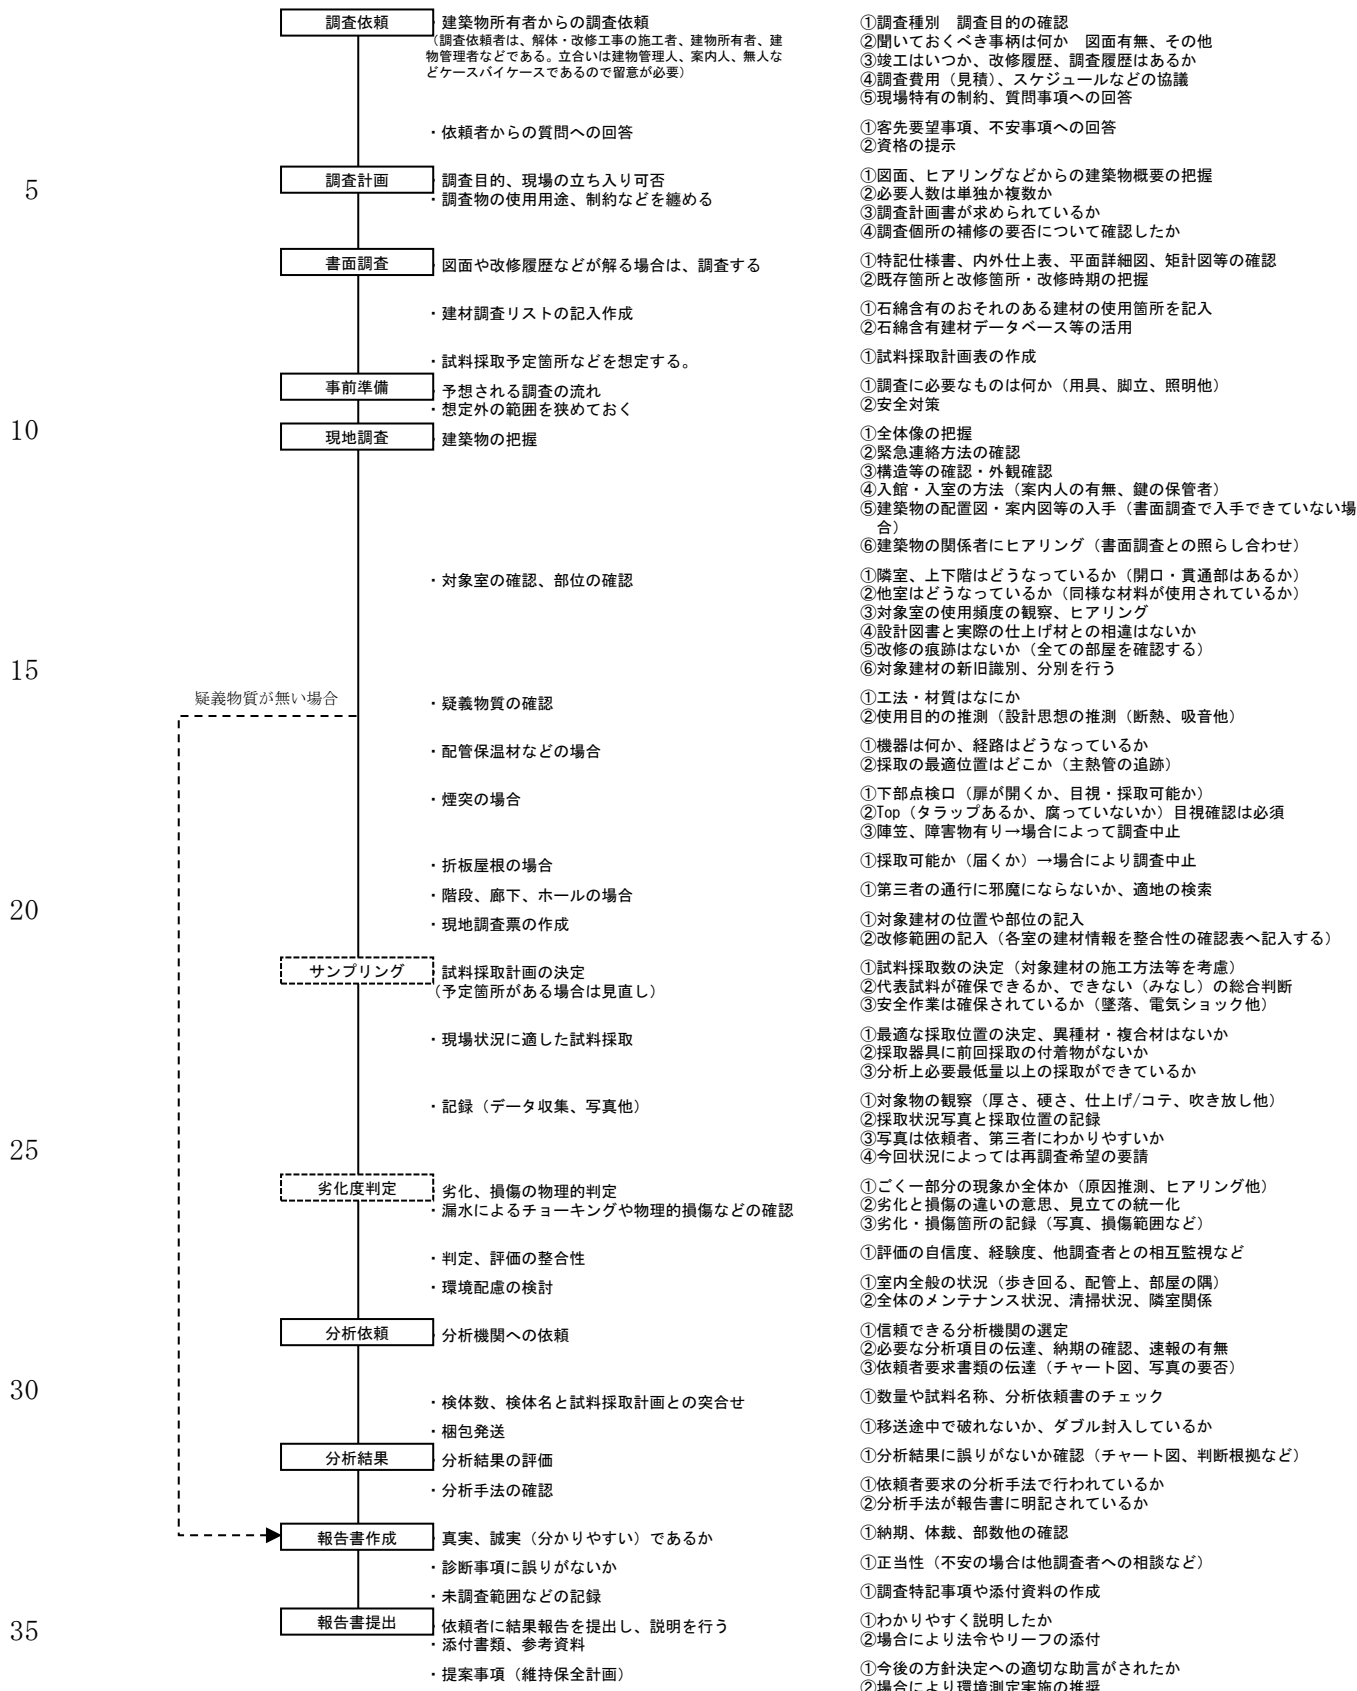 調査依頼
・建築物所有者からの調査依頼
（調査依頼者は、解体・改修工事の施工者、建物所有者、建
物管理者などである。立合いは建物管理人、案内人、無人な
どケースバイケースであるので留意が必要）
①調査種別　調査目的の確認
②聞いておくべき事柄は何か　図面有無、その他
③竣工はいつか、改修履歴、調査履歴はあるか
④調査費用（見積）、スケジュールなどの協議
⑤現場特有の制約、質問事項への回答
・依頼者からの質問への回答
①客先要望事項、不安事項への回答
②資格の提示
5
調査計画
・調査目的、現場の立ち入り可否
・調査物の使用用途、制約などを纏める
①図面、ヒアリングなどからの建築物概要の把握
②必要人数は単独か複数か
③調査計画書が求められているか
④調査個所の補修の要否について確認したか
書面調査
・図面や改修履歴などが解る場合は、調査する
①特記仕様書、内外仕上表、平面詳細図、矩計図等の確認
②既存箇所と改修箇所・改修時期の把握
・建材調査リストの記入作成
①石綿含有のおそれのある建材の使用箇所を記入
②石綿含有建材データベース等の活用
・試料採取予定箇所などを想定する。
①試料採取計画表の作成
事前準備
・予想される調査の流れ
・想定外の範囲を狭めておく
①調査に必要なものは何か（用具、脚立、照明他）
②安全対策
10
現地調査
・建築物の把握
①全体像の把握
②緊急連絡方法の確認
③構造等の確認・外観確認
④入館・入室の方法（案内人の有無、鍵の保管者）
⑤建築物の配置図・案内図等の入手（書面調査で入手できていない場
合）
⑥建築物の関係者にヒアリング（書面調査との照らし合わせ）
・対象室の確認、部位の確認
①隣室、上下階はどうなっているか（開口・貫通部はあるか）
②他室はどうなっているか（同様な材料が使用されているか）
③対象室の使用頻度の観察、ヒアリング
④設計図書と実際の仕上げ材との相違はないか
⑤改修の痕跡はないか（全ての部屋を確認する）
⑥対象建材の新旧識別、分別を行う
15
疑義物質が無い場合
・疑義物質の確認
①工法・材質はなにか
②使用目的の推測（設計思想の推測（断熱、吸音他）
・配管保温材などの場合
①機器は何か、経路はどうなっているか
②採取の最適位置はどこか（主熱管の追跡）
・煙突の場合
①下部点検口（扉が開くか、目視・採取可能か）
②Top（タラップあるか、腐っていないか）目視確認は必須
③陣笠、障害物有り→場合によって調査中止
・折板屋根の場合
①採取可能か（届くか）→場合により調査中止
・階段、廊下、ホールの場合
①第三者の通行に邪魔にならないか、適地の検索
20
・現地調査票の作成
①対象建材の位置や部位の記入
②改修範囲の記入（各室の建材情報を整合性の確認表へ記入する）
サンプリング
・試料採取計画の決定
（予定箇所がある場合は見直し）
①試料採取数の決定（対象建材の施工方法等を考慮）
②代表試料が確保できるか、できない（みなし）の総合判断
③安全作業は確保されているか（墜落、電気ショック他）
・現場状況に適した試料採取
①最適な採取位置の決定、異種材・複合材はないか
②採取器具に前回採取の付着物がないか
③分析上必要最低量以上の採取ができているか
・記録（データ収集、写真他）
①対象物の観察（厚さ、硬さ、仕上げ/コテ、吹き放し他）
②採取状況写真と採取位置の記録
③写真は依頼者、第三者にわかりやすいか
④今回状況によっては再調査希望の要請
25
劣化度判定
・劣化、損傷の物理的判定
・漏水によるチョーキングや物理的損傷などの確認
①ごく一部分の現象か全体か（原因推測、ヒアリング他）
②劣化と損傷の違いの意思、見立ての統一化
③劣化・損傷箇所の記録（写真、損傷範囲など）
・判定、評価の整合性
①評価の自信度、経験度、他調査者との相互監視など
・環境配慮の検討
①室内全般の状況（歩き回る、配管上、部屋の隅）
②全体のメンテナンス状況、清掃状況、隣室関係
分析依頼
・分析機関への依頼
①信頼できる分析機関の選定
②必要な分析項目の伝達、納期の確認、速報の有無
③依頼者要求書類の伝達（チャート図、写真の要否）
30
・検体数、検体名と試料採取計画との突合せ
①数量や試料名称、分析依頼書のチェック
・梱包発送
①移送途中で破れないか、ダブル封入しているか
分析結果
・分析結果の評価
①分析結果に誤りがないか確認（チャート図、判断根拠など）
・分析手法の確認
①依頼者要求の分析手法で行われているか
②分析手法が報告書に明記されているか
報告書作成
・真実、誠実（分かりやすい）であるか
①納期、体裁、部数他の確認
・診断事項に誤りがないか
①正当性（不安の場合は他調査者への相談など）
・未調査範囲などの記録
①調査特記事項や添付資料の作成
35
報告書提出
・依頼者に結果報告を提出し、説明を行う
・添付書類、参考資料
①わかりやすく説明したか
②場合により法令やリーフの添付
・提案事項（維持保全計画）
①今後の方針決定への適切な助言がされたか
②場合により環境測定実施の推奨